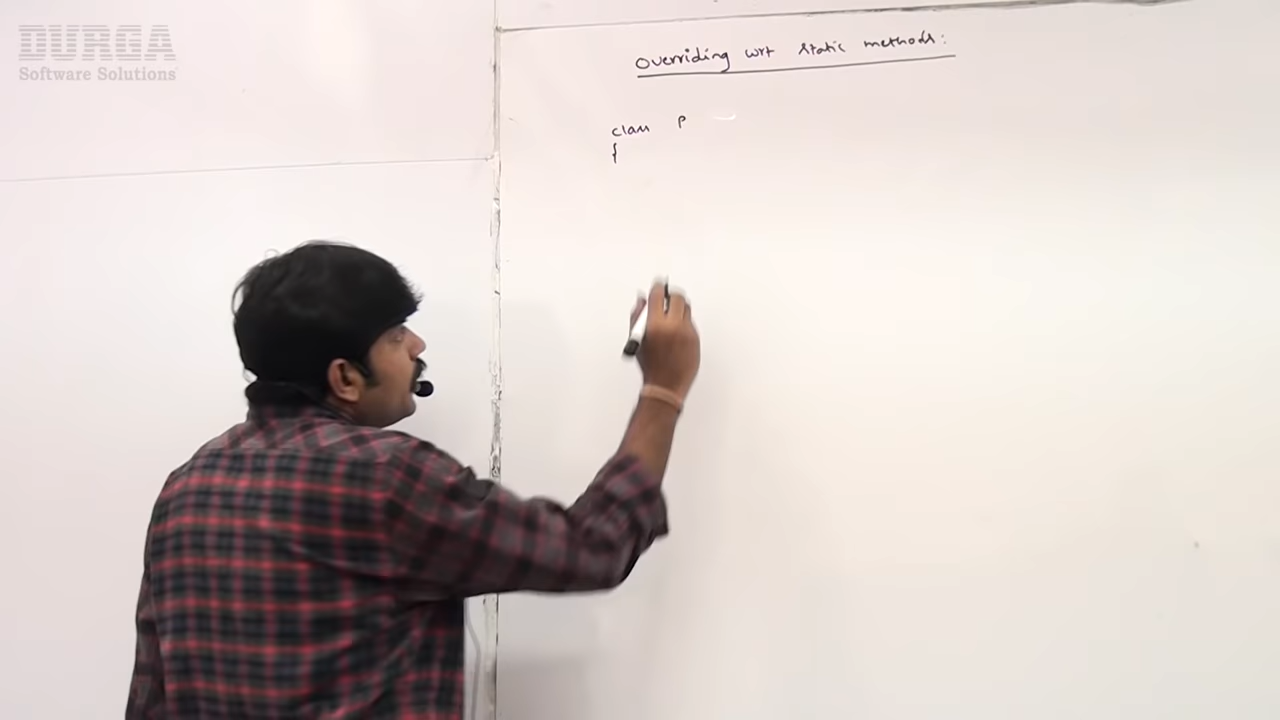 DURGA
Software Solutions
Overriding wrt static methods:
class P
{